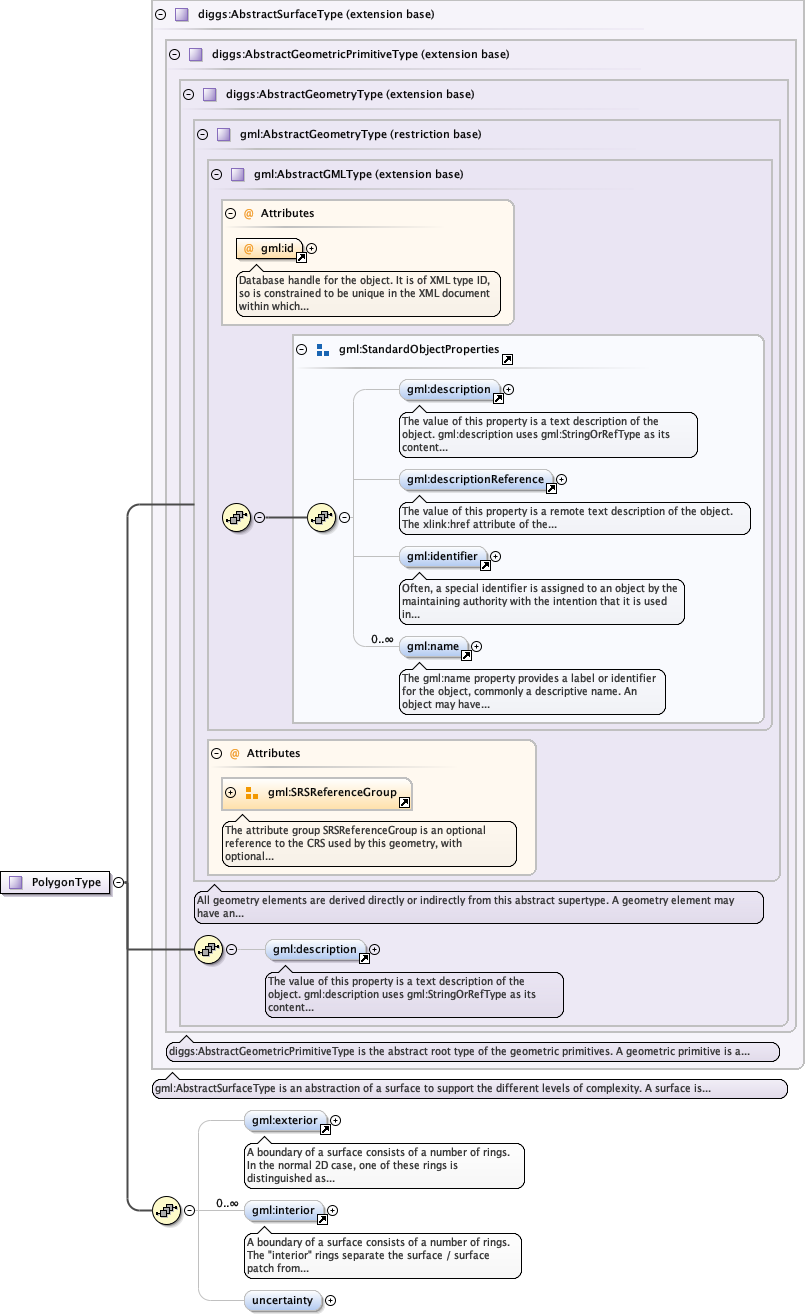 diggs:AbstractSurfaceType (extension base)
diggs:AbstractGeometricPrimitiveType (extension base)
diggs:AbstractGeometryType (extension base)
gml:AbstractGeometryType (restriction base)
gml:AbstractGMLType (extension base)
@ Attributes
@ gml:id
Database handle for the object. It is of XML type ID,
so is constrained to be unique in the XML document
within which...
gml:StandardObjectProperties
gml:description
The value of this property is a text description of the
object. gml:description uses gml:StringOrRefType as its
content...
gml:descriptionReference
The value of this property is a remote text description of the object.
The xlink:href attribute of the...
gml:identifier
Often, a special identifier is assigned to an object by the
maintaining authority with the intention that it is used
in...
0..∞
gml:name
The gml:name property provides a label or identifier
for the object, commonly a descriptive name. An
object may have...
@ Attributes
gml:SRSReferenceGroup
The attribute group SRSReferenceGroup is an optional
reference to the CRS used by this geometry, with
optional...
PolygonType
All geometry elements are derived directly or indirectly from this abstract supertype. A geometry element may
have an...
gml:description
The value of this property is a text description of the
object. gml:description uses gml:StringOrRefType as its
content...
diggs:AbstractGeometricPrimitiveType is the abstract root type of the geometric primitives. A geometric primitive is a...
gml:AbstractSurfaceType is an abstraction of a surface to support the different levels of complexity. A surface is...
gml:exterior
A boundary of a surface consists of a number of rings.
In the normal 2D case, one of these rings is
distinguished as...
0..∞
gml:interior
A boundary of a surface consists of a number of rings.
The "interior" rings separate the surface / surface
patch from...
uncertainty